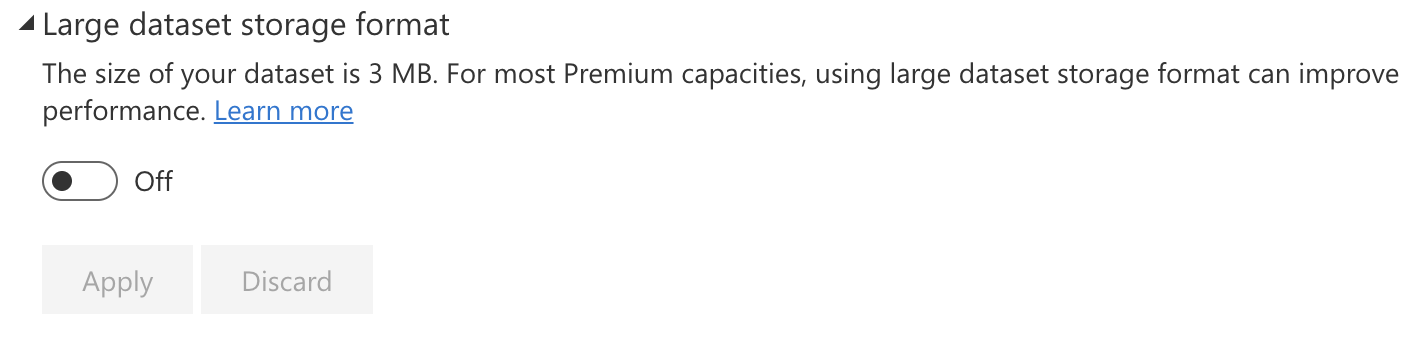 Large dataset storage format
The size of your dataset is 3 MB. For most Premium capacities, using large dataset storage format can improve
performance. Learn more
Off
Apply Discard